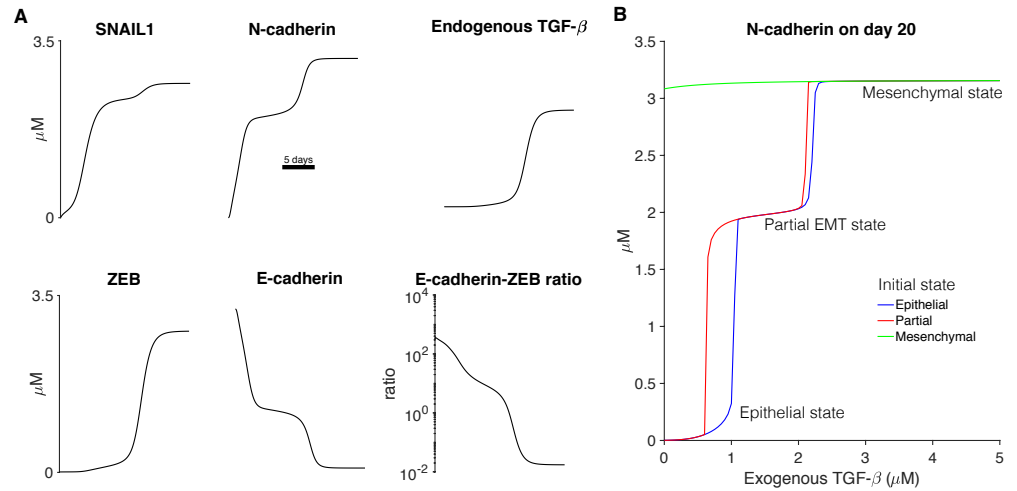 A
SNAIL1
N-cadherin
Endogenous TGF-β
3.5
μM
0
5 days
ZEB
E-cadherin
E-cadherin-ZEB ratio
3.5
μM
0
10^4
10^2
10^0
10^-2
ratio
B
N-cadherin on day 20
3.5
3
2.5
2
1.5
1
0.5
0
μM
Mesenchymal state
Partial EMT state
Epithelial state
Initial state
Epithelial
Partial
Mesenchymal
0 1 2 3 4 5
Exogenous TGF-β (μM)